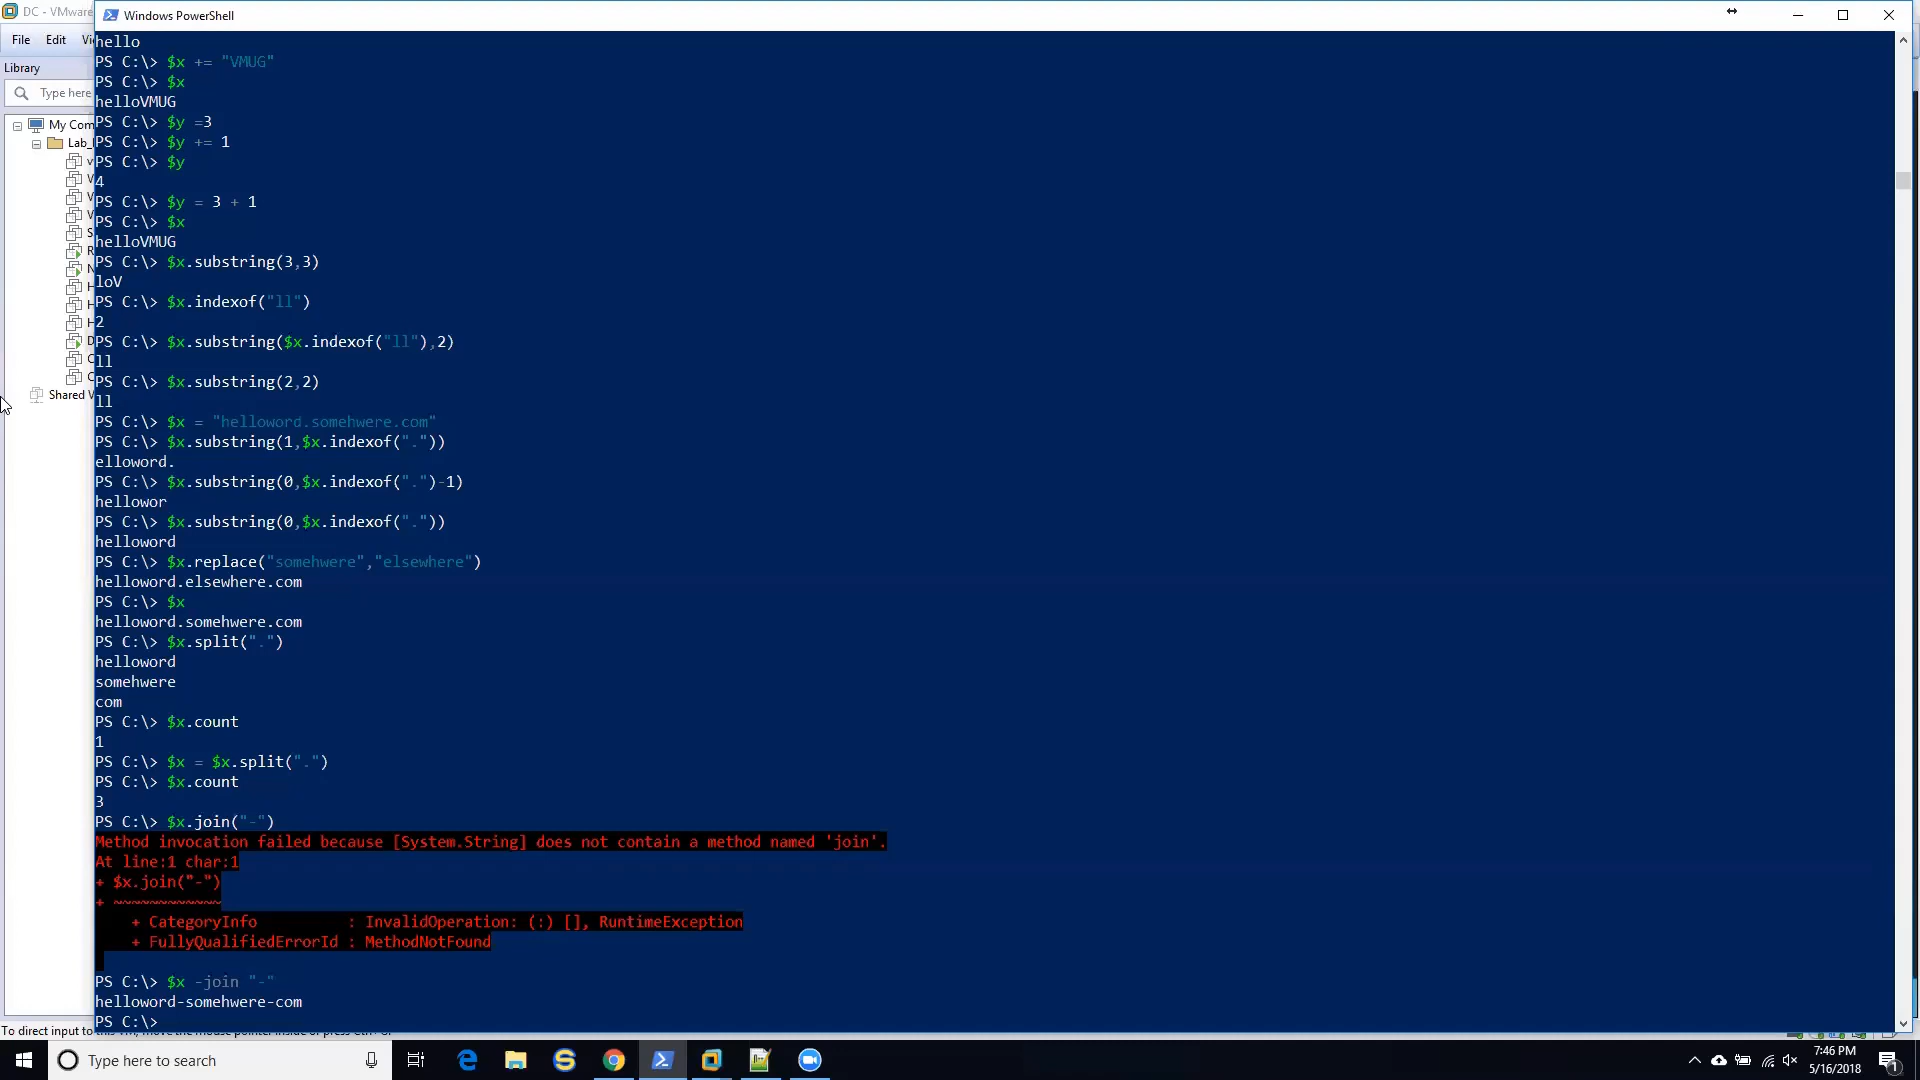 DC - VMware
Windows PowerShell
File Edit
Library
Type here
My Com
Lab_
Shared V
hello
PS C:\> $x += "VMUG"
PS C:\> $x
helloVMUG
PS C:\> $y =3
PS C:\> $y += 1
PS C:\> $y
4
PS C:\> $y = 3 + 1
PS C:\> $x
helloVMUG
PS C:\> $x.substring(3,3)
loV
PS C:\> $x.indexof("ll")
2
PS C:\> $x.substring($x.indexof("ll"),2)
ll
PS C:\> $x.substring(2,2)
ll
PS C:\> $x = "helloword.somehwere.com"
PS C:\> $x.substring(1,$x.indexof("."))
elloword.
PS C:\> $x.substring(0,$x.indexof(".")-1)
hellowor
PS C:\> $x.substring(0,$x.indexof("."))
helloword
PS C:\> $x.replace("somehwere","elsewhere")
helloword.elsewhere.com
PS C:\> $x
helloword.somehwere.com
PS C:\> $x.split(".")
helloword
somehwere
com
PS C:\> $x.count
1
PS C:\> $x = $x.split(".")
PS C:\> $x.count
3
PS C:\> $x.join("-")
Method invocation failed because [System.String] does not contain a method named 'join'.
At line:1 char:1
+ $x.join("-")
+ ~~~~~~~~~~~~
+ CategoryInfo : InvalidOperation: (:) [], RuntimeException
+ FullyQualifiedErrorId : MethodNotFound
PS C:\> $x -join "-"
helloword-somehwere-com
PS C:\>
To direct input to
Type here to search
7:46 PM
5/16/2018
1